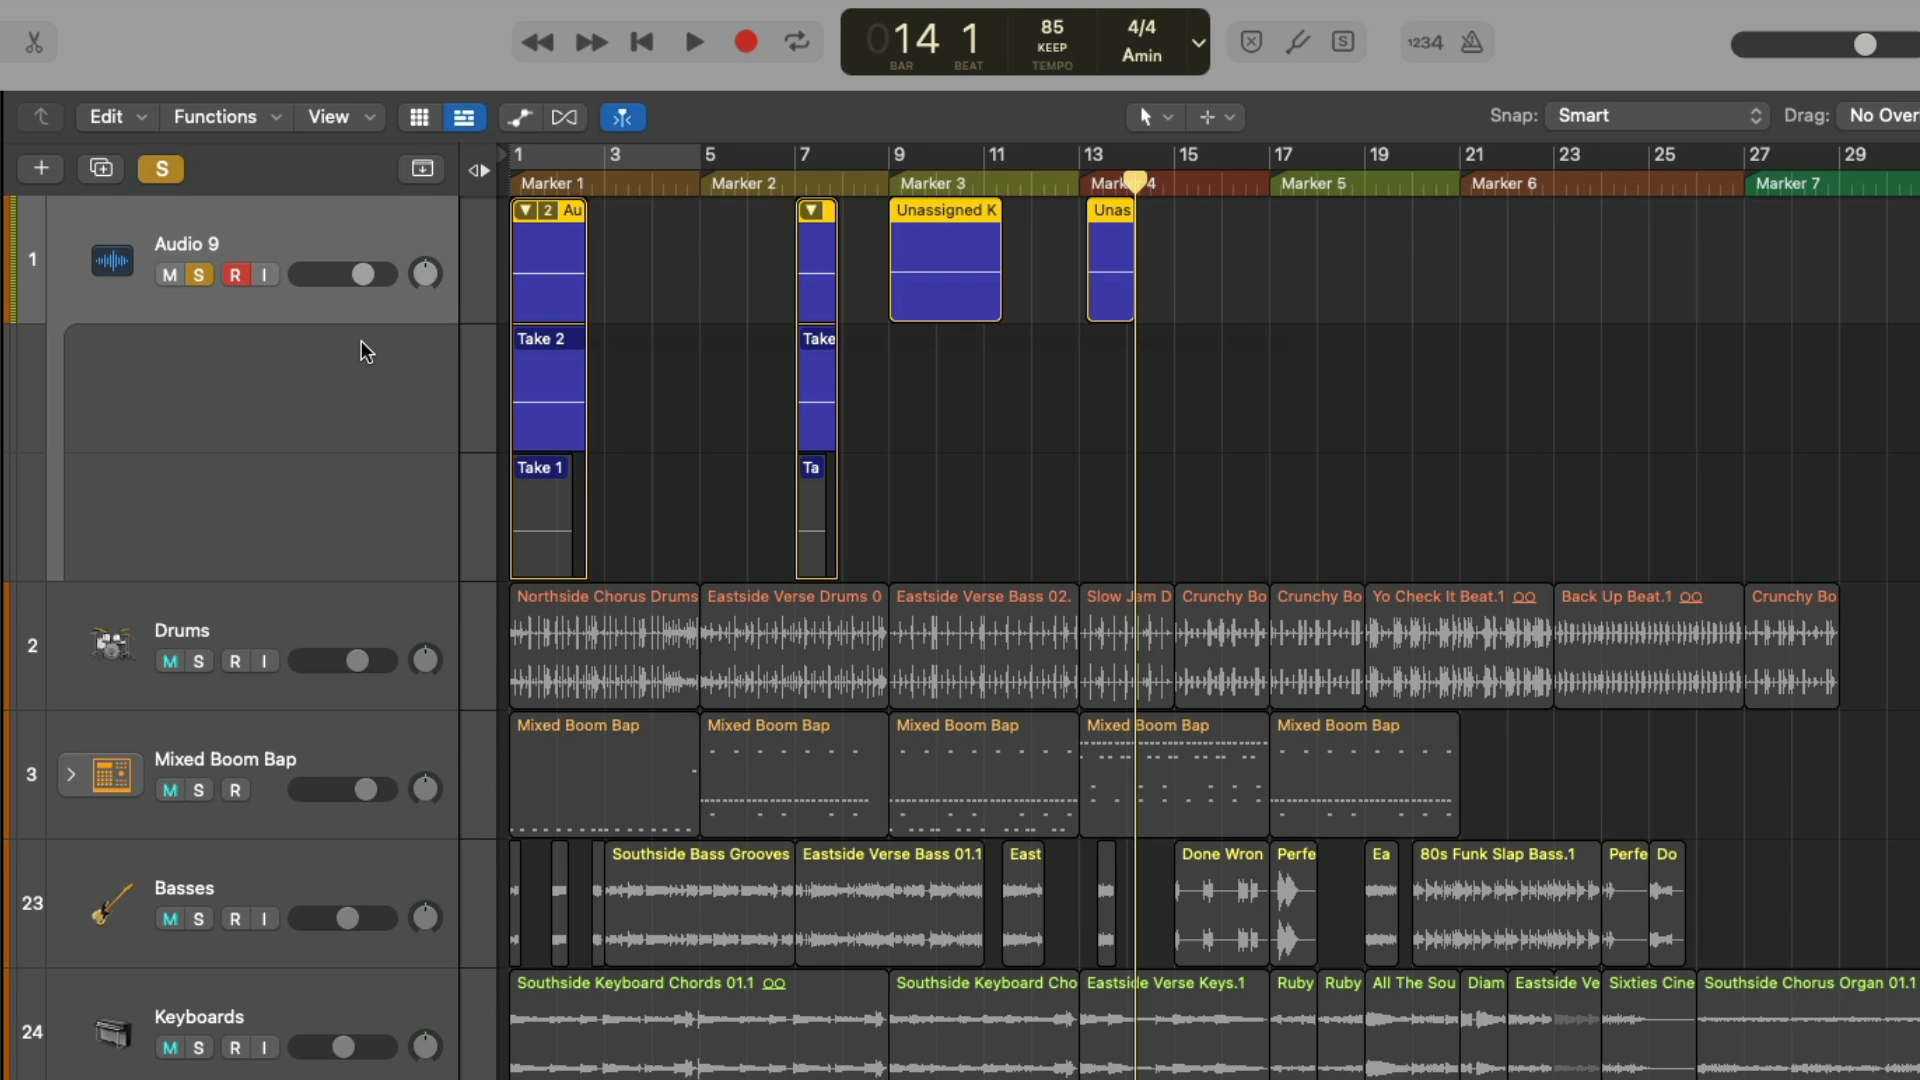 014 1
BAR BEAT
85
KEEP
TEMPO
4/4
Amin
S
1234
Edit
Functions
View
Snap: Smart
Drag: No Over
S
1 3 5 7 9 11 13 15 17 19 21 23 25 27 29
Marker 1
Marker 2
Marker 3
Marker 4
Marker 5
Marker 6
Marker 7
1
Audio 9
M S R I
2 Au
Unassigned K
Unas
Take 2
Take
Take 1
Ta
2
Drums
M S R I
Northside Chorus Drums
Eastside Verse Drums 0
Eastside Verse Bass 02.
Slow Jam D
Crunchy Bo
Crunchy Bo
Yo Check It Beat.1
Back Up Beat.1
Crunchy Bo
3
Mixed Boom Bap
M S R
Mixed Boom Bap
Mixed Boom Bap
Mixed Boom Bap
Mixed Boom Bap
Mixed Boom Bap
23
Basses
M S R I
Southside Bass Grooves
Eastside Verse Bass 01.1
East
Done Wron
Perfe
Ea
80s Funk Slap Bass.1
Perfe
Do
24
Keyboards
M S R I
Southside Keyboard Chords 01.1
Southside Keyboard Cho
Eastside Verse Keys.1
Ruby
Ruby
All The Sou
Diam
Eastside Ve
Sixties Cine
Southside Chorus Organ 01.1